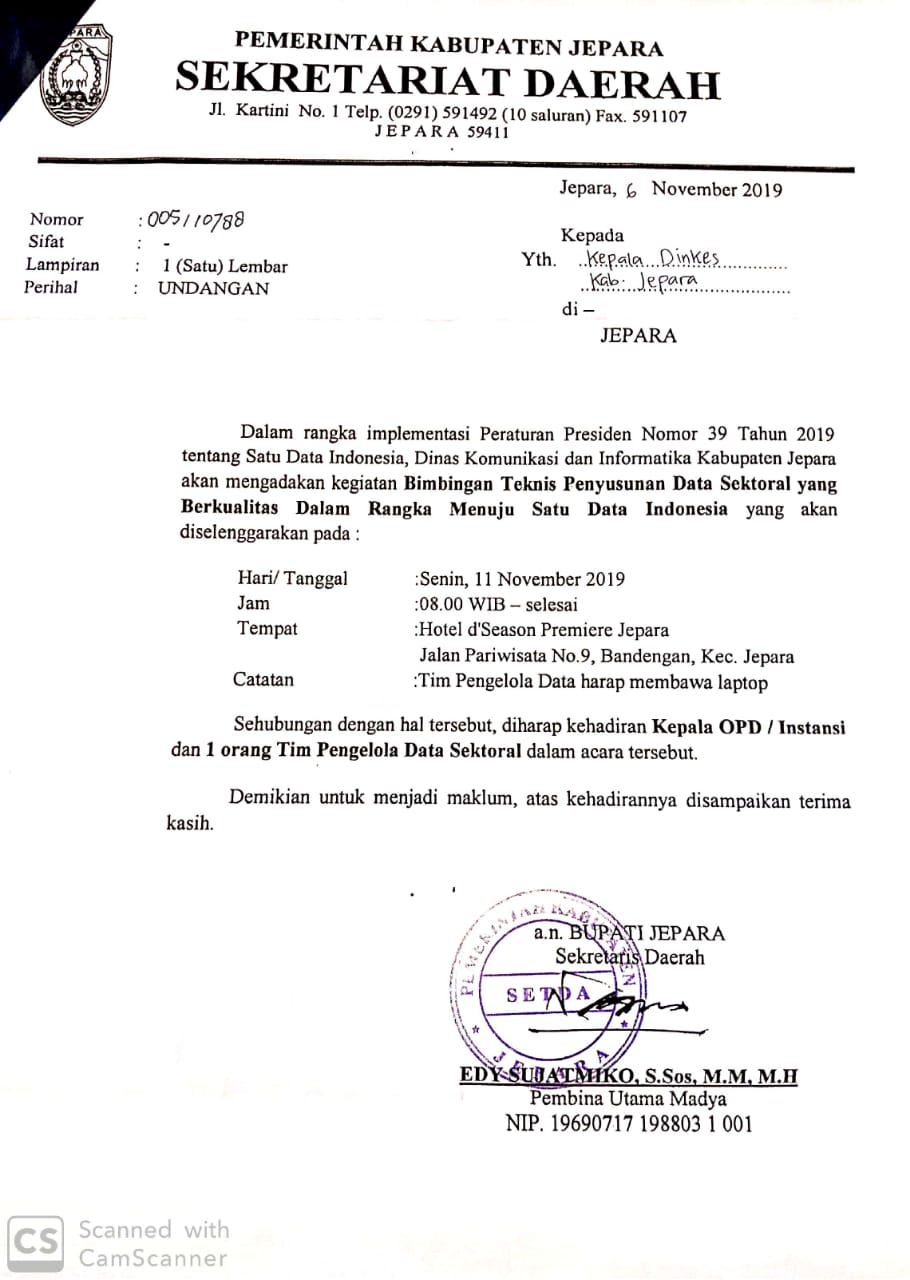 PARA
PEMERINTAH KABUPATEN JEPARA
SEKRETARIAT DAERAH
Jl. Kartini No. 1 Telp. (0291) 591492 (10 saluran) Fax. 591107
JEPARA 59411
Jepara, 6 November 2019
Nomor : 005/10788
Sifat : -
Lampiran : 1 (Satu) Lembar
Perihal : UNDANGAN
Kepada
Yth. Kepala Dinkes
Kab. Jepara
di –
JEPARA
Dalam rangka implementasi Peraturan Presiden Nomor 39 Tahun 2019
tentang Satu Data Indonesia, Dinas Komunikasi dan Informatika Kabupaten Jepara
akan mengadakan kegiatan Bimbingan Teknis Penyusunan Data Sektoral yang
Berkualitas Dalam Rangka Menuju Satu Data Indonesia yang akan
diselenggarakan pada :
Hari/ Tanggal :Senin, 11 November 2019
Jam :08.00 WIB – selesai
Tempat :Hotel d'Season Premiere Jepara
Jalan Pariwisata No.9, Bandengan, Kec. Jepara
Catatan :Tim Pengelola Data harap membawa laptop
Sehubungan dengan hal tersebut, diharap kehadiran Kepala OPD / Instansi
dan 1 orang Tim Pengelola Data Sektoral dalam acara tersebut.
Demikian untuk menjadi maklum, atas kehadirannya disampaikan terima
kasih.
a.n. BUPATI JEPARA
Sekretaris Daerah
PEMERINTAH KABUPATEN
SETDA
JEPARA
EDY SUJATMIKO, S.Sos, M.M, M.H
Pembina Utama Madya
NIP. 19690717 198803 1 001
CS
Scanned with
CamScanner